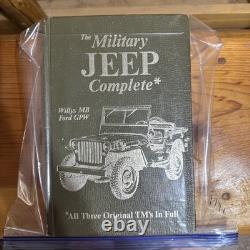 The Military
JEEP
Complete*
Willys MB
Ford GPW
*All Three Original TM's In Full